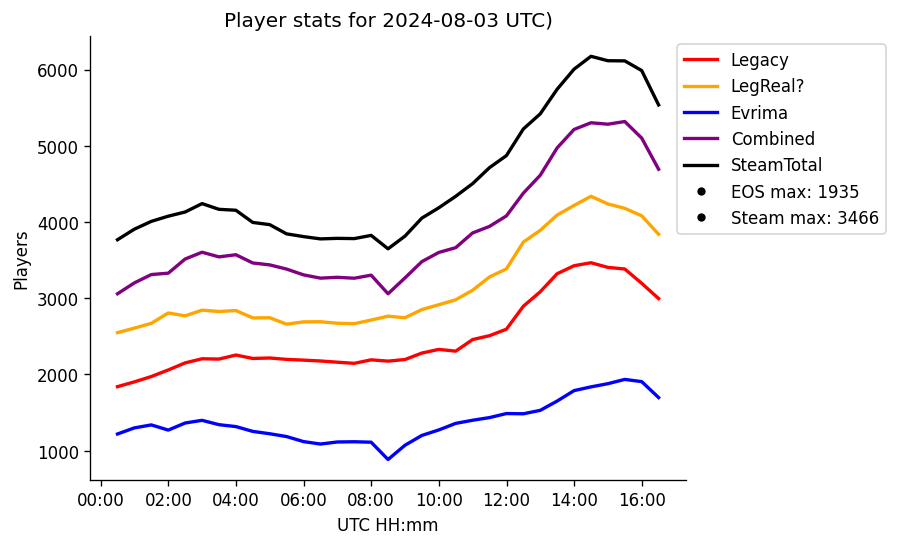 Player stats for 2024-08-03 UTC)
Legacy
LegReal?
Evrima
Combined
SteamTotal
EOS max: 1935
Steam max: 3466
6000
5000
4000
3000
2000
1000
Players
00:00 02:00 04:00 06:00 08:00 10:00 12:00 14:00 16:00
UTC HH:mm